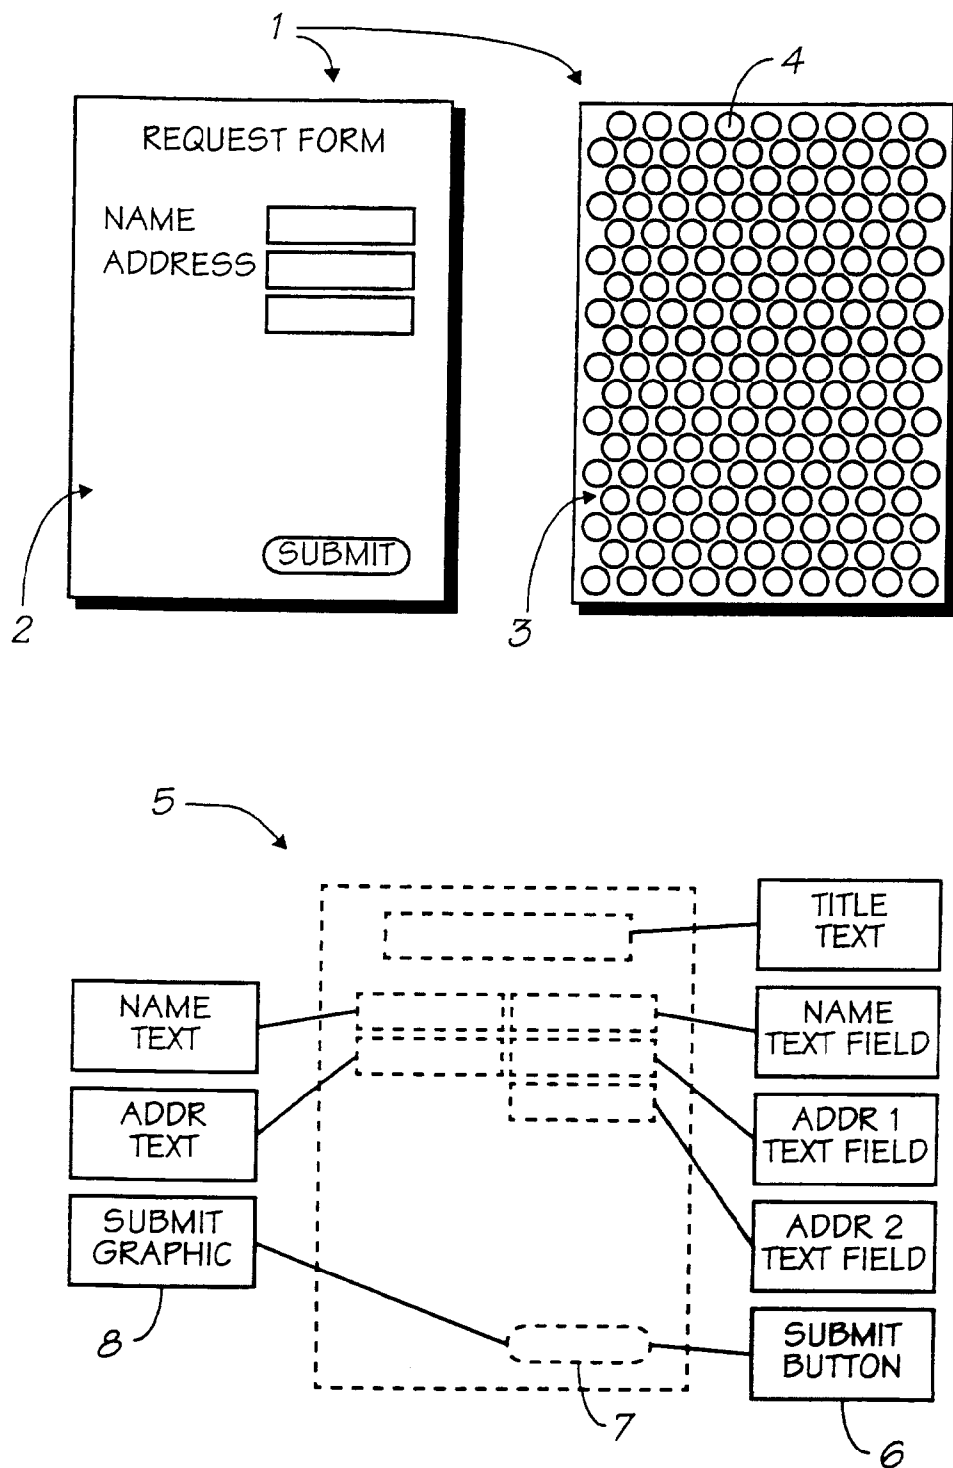 1
4
REQUEST FORM
NAME
ADDRESS
SUBMIT
2
3
5
TITLE
TEXT
NAME
TEXT
NAME
TEXT FIELD
ADDR
TEXT
ADDR 1
TEXT FIELD
SUBMIT
GRAPHIC
ADDR 2
TEXT FIELD
SUBMIT
BUTTON
8
7
6